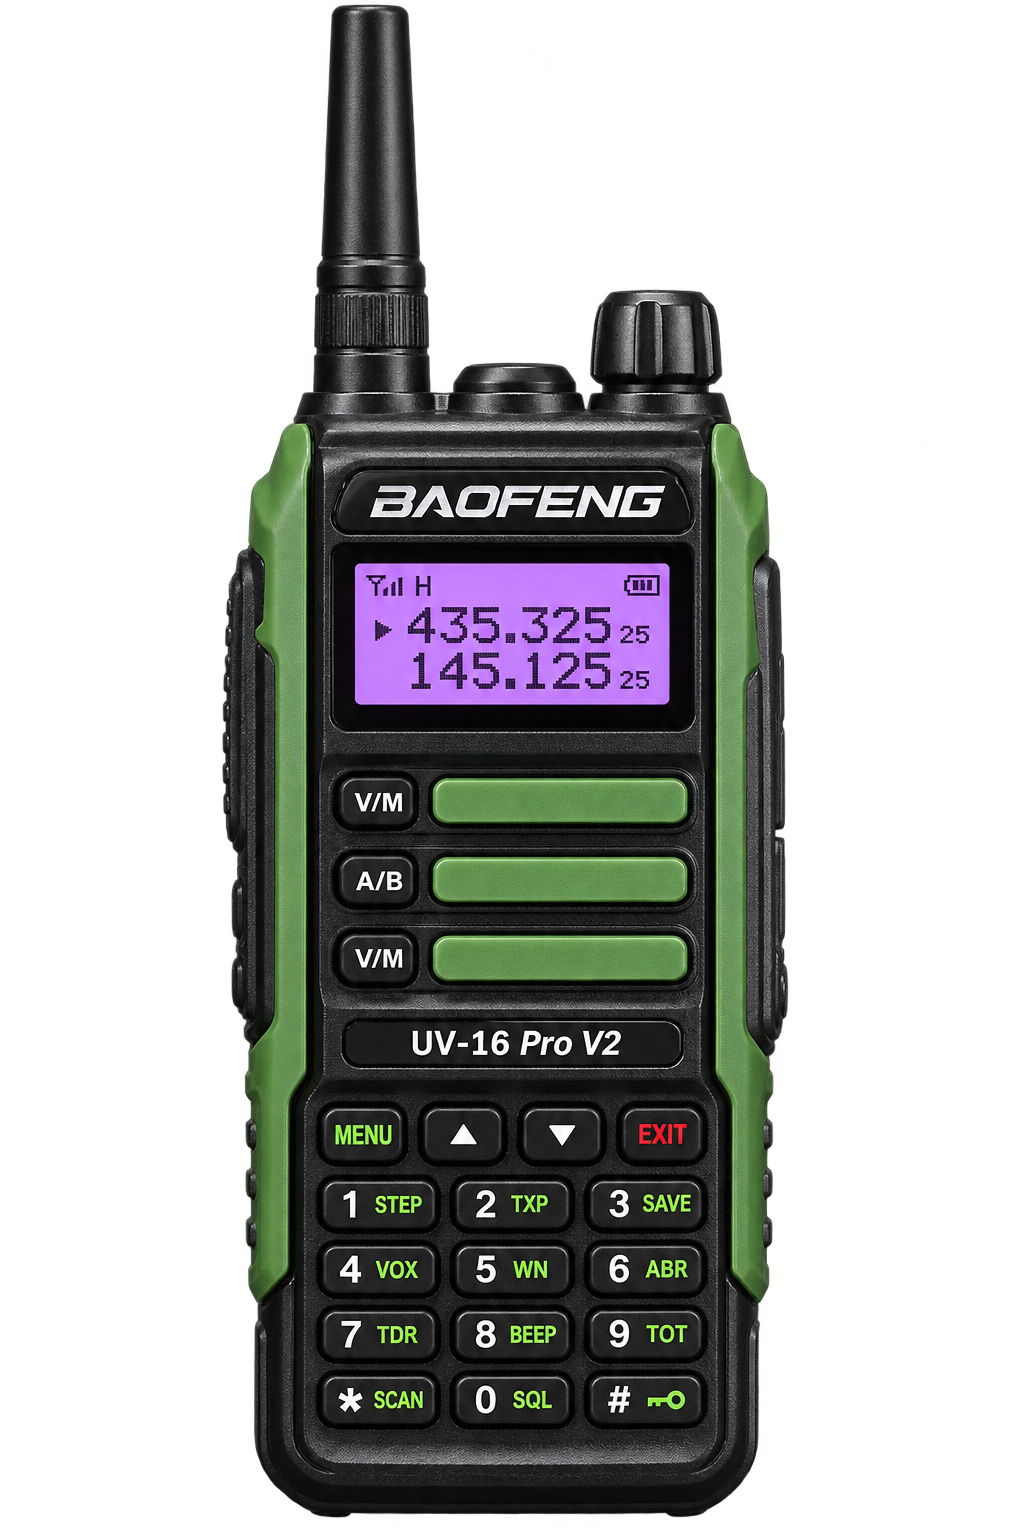 BAOFENG
H
435.325 25
145.125 25
V/M
A/B
V/M
UV-16 Pro V2
MENU ▲ ▼ EXIT
1 STEP 2 TXP 3 SAVE
4 VOX 5 WN 6 ABR
7 TDR 8 BEEP 9 TOT
* SCAN 0 SQL #